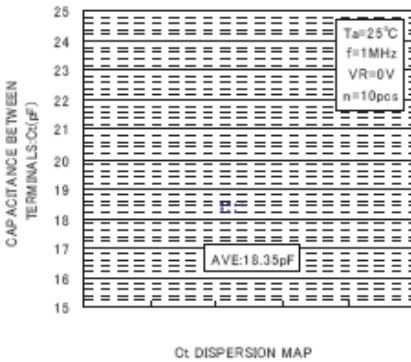 25
24
23
22
21
20
19
18
17
16
15
CAPACITANCE BETWEEN
TERMINALS:Ct(pF)
Ta=25℃
f=1MHz
VR=0V
n=10pcs
AVE:18.35pF
Ct DISPERSION MAP